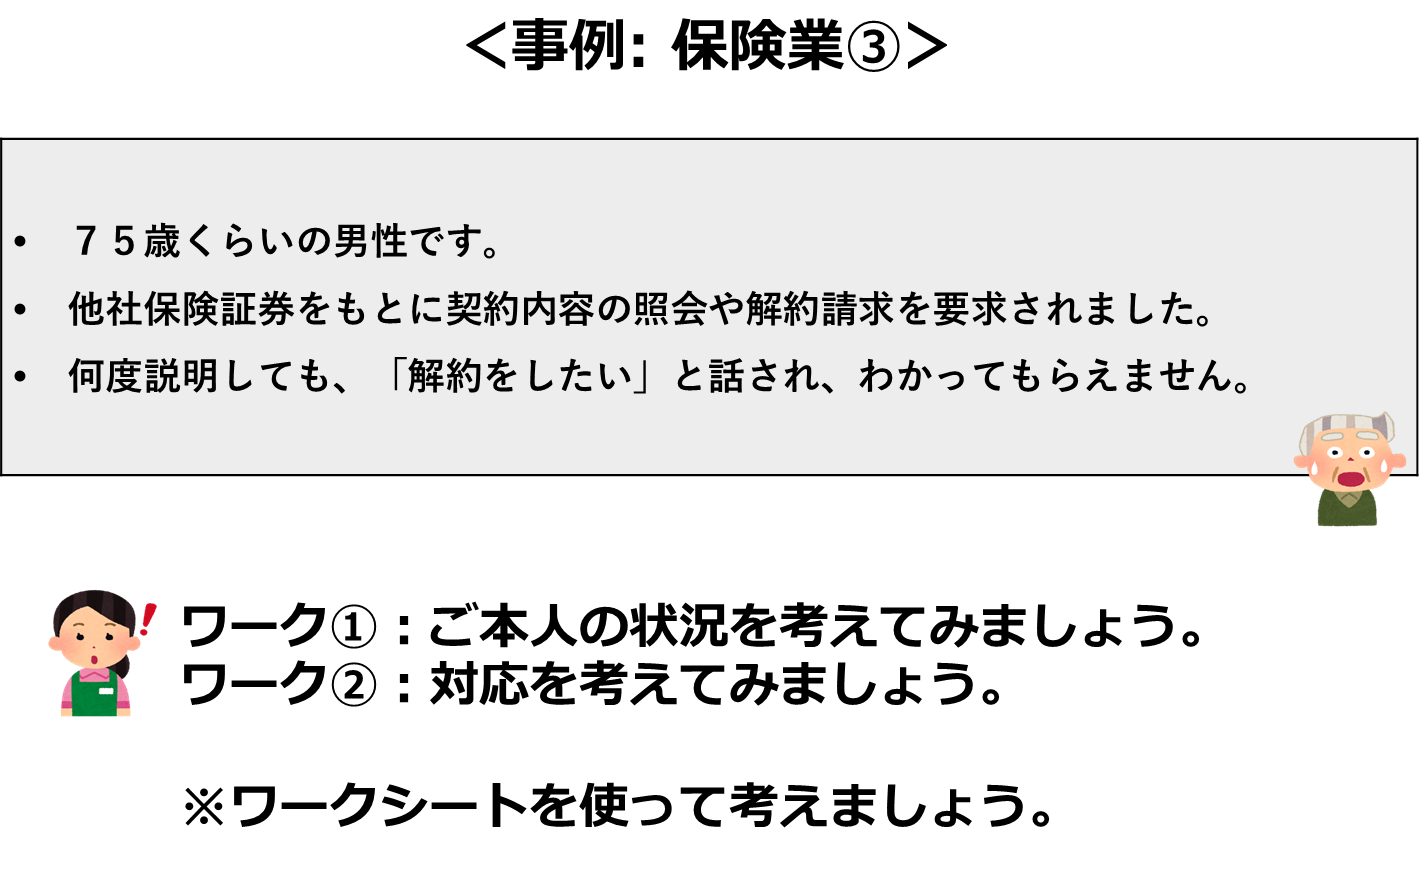 ＜事例: 保険業③＞
• ７５歳くらいの男性です。
• 他社保険証券をもとに契約内容の照会や解約請求を要求されました。
• 何度説明しても、「解約をしたい」と話され、わかってもらえません。
ワーク①：ご本人の状況を考えてみましょう。
ワーク②：対応を考えてみましょう。
※ワークシートを使って考えましょう。